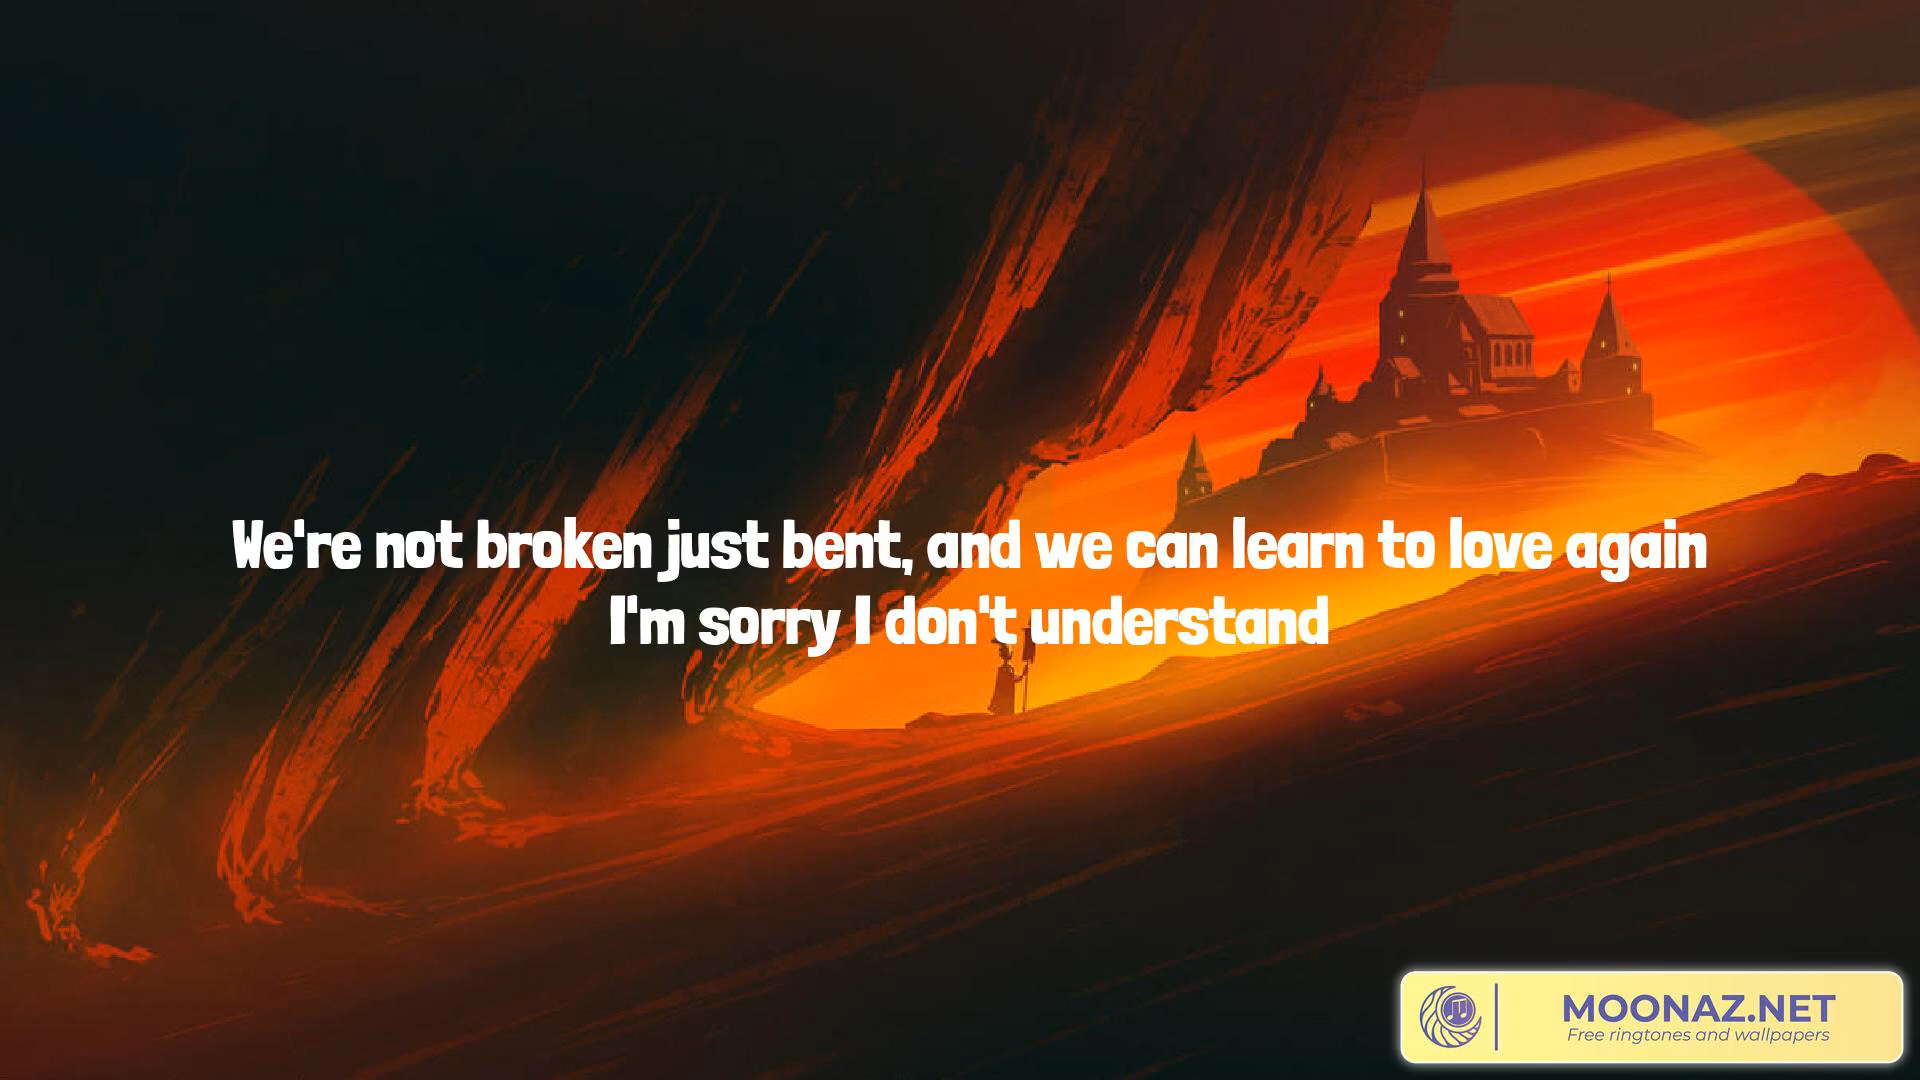 We're not broken just bent, and we can learn to love again
I'm sorry I don't understand
MOONAZ.NET
Free ringtones and wallpapers